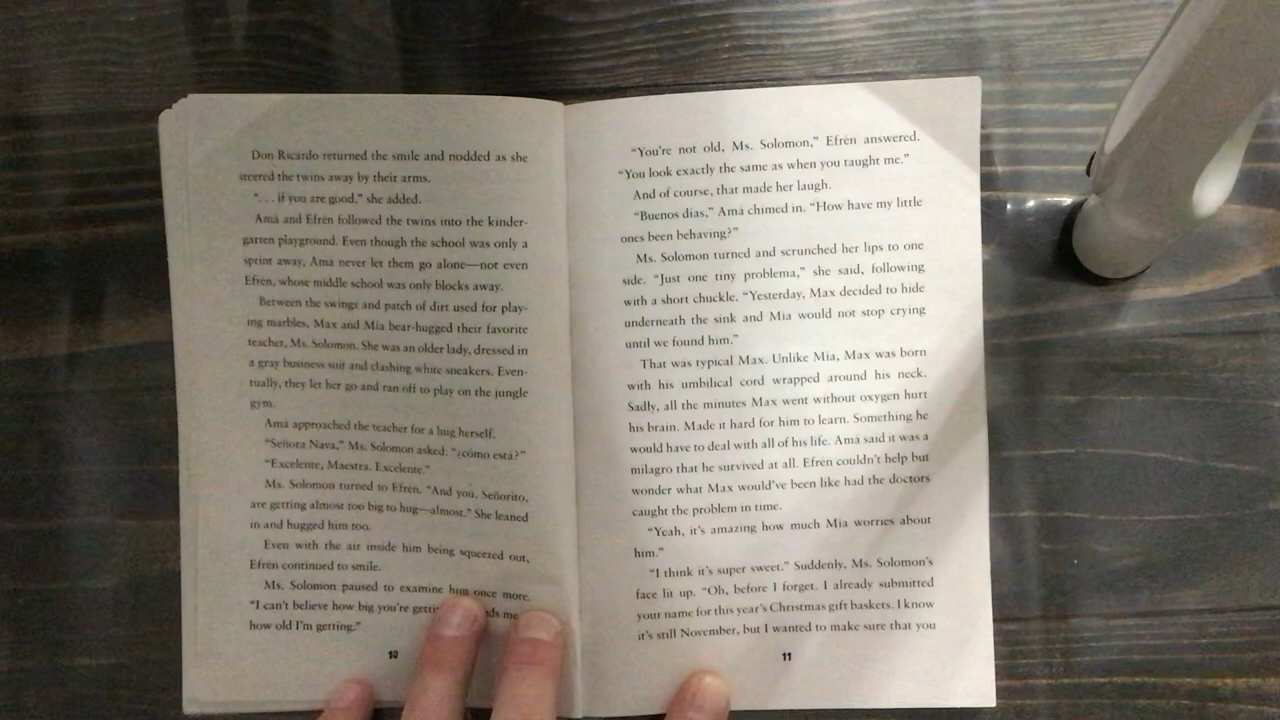 Don Ricardo returned the smile and nodded as she
steered the twins away by their arms.
“. . . if you are good,” she added.
Amá and Efrén followed the twins into the kinder-
garten playground. Even though the school was only a
sprint away, Amá never let them go alone—not even
Efrén, whose middle school was only blocks away.
Between the swings and patch of dirt used for play-
ing marbles, Max and Mia bear-hugged their favorite
teacher, Ms. Solomon. She was an older lady, dressed in
a gray business suit and clashing white sneakers. Even-
tually, they let her go and ran off to play on the jungle
gym.
Amá approached the teacher for a hug herself.
“Señora Nava,” Ms. Solomon asked. “¿cómo está?”
“Excelente, Maestra. Excelente.”
Ms. Solomon turned to Efrén. “And you, Señorito,
are getting almost too big to hug—almost.” She leaned
in and hugged him too.
Even with the air inside him being squeezed out,
Efrén continued to smile.
Ms. Solomon paused to examine him once more.
“I can’t believe how big you’re me
how old I’m getting.”
10
“You’re not old, Ms. Solomon,” Efrén answered.
“You look exactly the same as when you taught me.”
And of course, that made her laugh.
“Buenos días,” Amá chimed in. “How have my little
ones been behaving?”
Ms. Solomon turned and scrunched her lips to one
side. “Just one tiny problema,” she said, following
with a short chuckle. “Yesterday, Max decided to hide
underneath the sink and Mia would not stop crying
until we found him.”
That was typical Max. Unlike Mia, Max was born
with his umbilical cord wrapped around his neck.
Sadly, all the minutes Max went without oxygen hurt
his brain. Made it hard for him to learn. Something he
would have to deal with all of his life. Amá said it was a
milagro that he survived at all. Efrén couldn’t help but
wonder what Max would’ve been like had the doctors
caught the problem in time.
“Yeah, it’s amazing how much Mia worries about
him.”
“I think it’s super sweet.” Suddenly, Ms. Solomon’s
face lit up. “Oh, before I forget. I already submitted
your name for this year’s Christmas gift baskets. I know
it’s still November, but I wanted to make sure that you
11